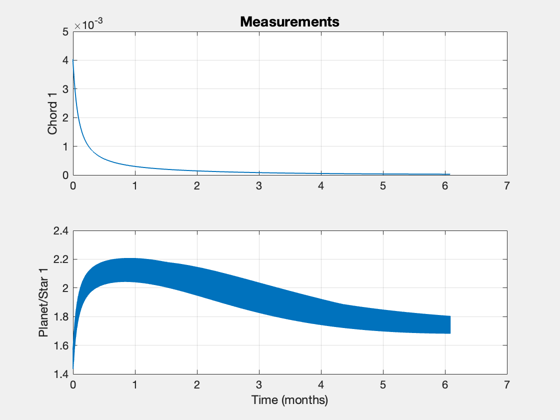 Measurements
×10⁻³
5
4
3
2
1
0
Chord 1
0 1 2 3 4 5 6 7
2.4
2.2
2
1.8
1.6
1.4
Planet/Star 1
0 1 2 3 4 5 6 7
Time (months)